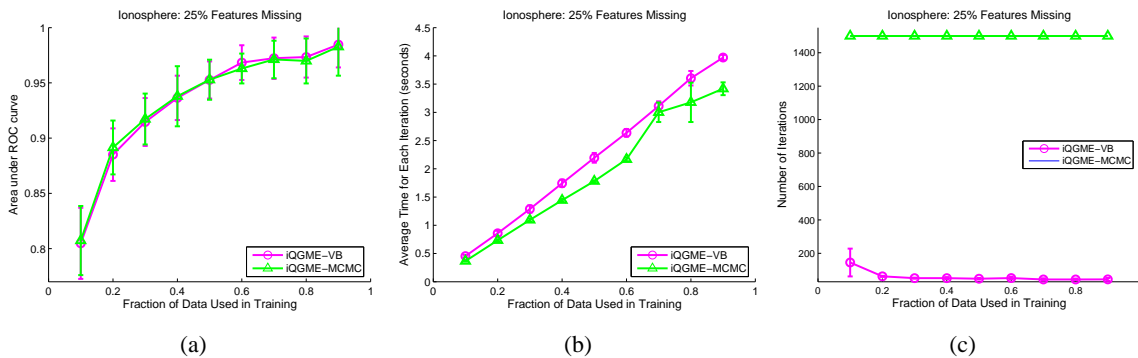 Ionosphere: 25% Features Missing
Area under ROC curve
1
0.95
0.9
0.85
0.8
iQGME−VB
iQGME−MCMC
0 0.2 0.4 0.6 0.8 1
Fraction of Data Used in Training
(a)
Ionosphere: 25% Features Missing
Average Time for Each Iteration (seconds)
4.5
4
3.5
3
2.5
2
1.5
1
0.5
0
iQGME−VB
iQGME−MCMC
0 0.2 0.4 0.6 0.8 1
Fraction of Data Used in Training
(b)
Ionosphere: 25% Features Missing
Number of Iterations
1400
1200
1000
800
600
400
200
iQGME−VB
iQGME−MCMC
0 0.2 0.4 0.6 0.8
Fraction of Data Used in Training
(c)